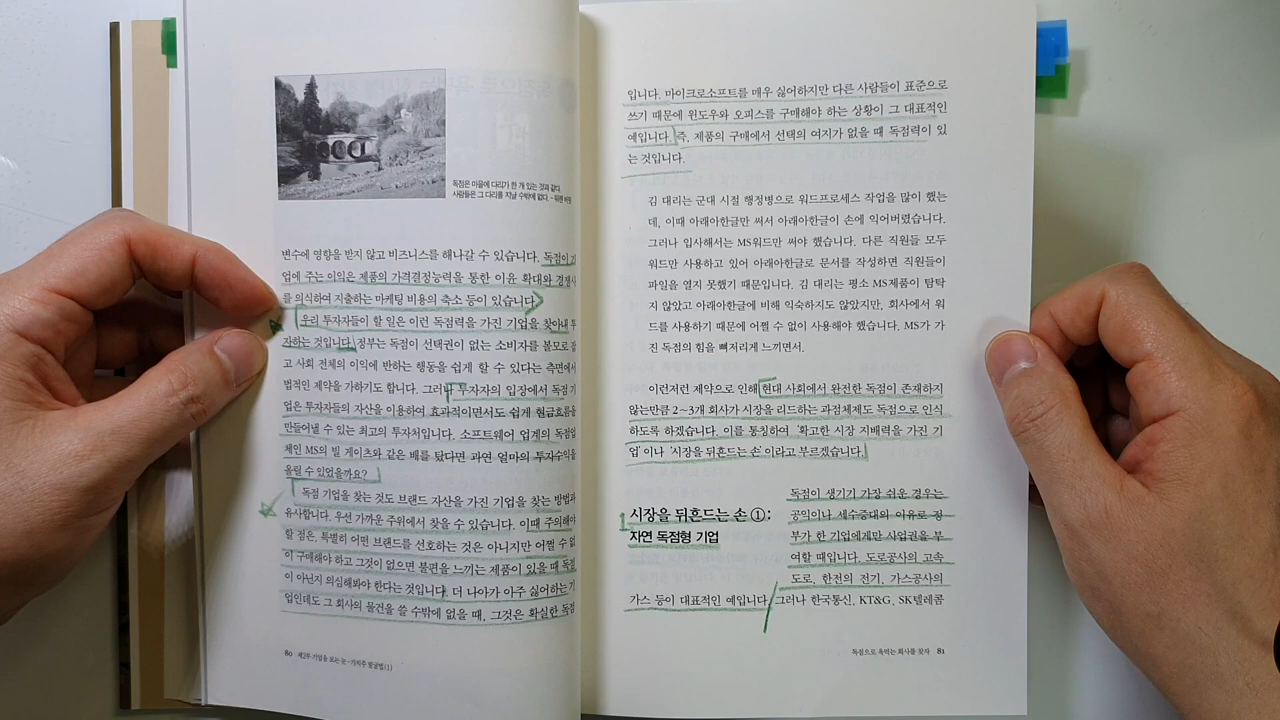 독점은 마을에 다리가 한 개 있는 것과 같다.
사람들은 그 다리를 지날 수밖에 없다. - 워렌 버핏
변수에 영향을 받지 않고 비즈니스를 해나갈 수 있습니다. 독점이 기
업에 주는 이익은 제품의 가격결정능력을 통한 이윤 확대와 경쟁사
를 의식하여 지출하는 마케팅 비용의 축소 등이 있습니다.
우리 투자자들이 할 일은 이런 독점력을 가진 기업을 찾아내 투
자하는 것입니다. 정부는 독점이 선택권이 없는 소비자를 볼모로 잡
고 사회 전체의 이익에 반하는 행동을 쉽게 할 수 있다는 측면에서
법적인 제약을 가하기도 합니다. 그러나 투자자의 입장에서 독점 기
업은 투자자들의 자산을 이용하여 효과적이면서도 쉽게 현금흐름을
만들어낼 수 있는 최고의 투자처입니다. 소프트웨어 업계의 독점업
체인 MS의 빌 게이츠와 같은 배를 탔다면 과연 얼마의 투자수익을
올릴 수 있었을까요?
독점 기업을 찾는 것도 브랜드 자산을 가진 기업을 찾는 방법과
유사합니다. 우선 가까운 주위에서 찾을 수 있습니다. 이때 주의해야
할 점은, 특별히 어떤 브랜드를 선호하는 것은 아니지만 어쩔 수 없
이 구매해야 하고 그것이 없으면 불편을 느끼는 제품이 있을 때 독점
이 아닌지 의심해봐야 한다는 것입니다. 더 나아가 아주 싫어하는 기
업인데도 그 회사의 물건을 쓸 수밖에 없을 때, 그것은 확실한 독점
80 제2부 기업을 보는 눈-가치주 발굴법(1)
입니다. 마이크로소프트를 매우 싫어하지만 다른 사람들이 표준으로
쓰기 때문에 윈도우와 오피스를 구매해야 하는 상황이 그 대표적인
예입니다. 즉, 제품의 구매에서 선택의 여지가 없을 때 독점력이 있
는 것입니다.
김 대리는 군대 시절 행정병으로 워드프로세스 작업을 많이 했는
데, 이때 아래아한글만 써서 아래아한글이 손에 익어버렸습니다.
그러나 입사해서는 MS워드만 써야 했습니다. 다른 직원들 모두
워드만 사용하고 있어 아래아한글로 문서를 작성하면 직원들이
파일을 열지 못했기 때문입니다. 김 대리는 평소 MS제품이 탐탁
지 않았고 아래아한글에 비해 익숙하지도 않았지만, 회사에서 워
드를 사용하기 때문에 어쩔 수 없이 사용해야 했습니다. MS가 가
진 독점의 힘을 뼈저리게 느끼면서.
이런저런 제약으로 인해 현대 사회에서 완전한 독점이 존재하지
않는만큼 2~3개 회사가 시장을 리드하는 과점체제도 독점으로 인식
하도록 하겠습니다. 이를 통칭하여 '확고한 시장 지배력을 가진 기
업'이나 '시장을 뒤흔드는 손'이라고 부르겠습니다.
시장을 뒤흔드는 손 ①:
자연 독점형 기업
독점이 생기기 가장 쉬운 경우는
공익이나 세수증대의 이유로 정
부가 한 기업에게만 사업권을 부
여할 때입니다. 도로공사의 고속
도로, 한전의 전기, 가스공사의
가스 등이 대표적인 예입니다. 그러나 한국통신, KT&G, SK텔레콤
독점으로 욕먹는 회사를 찾자 81